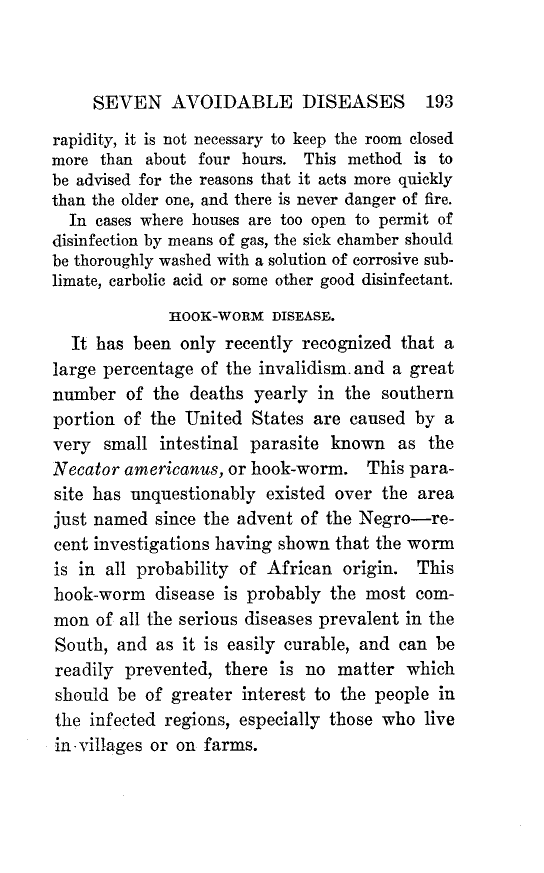 SEVEN AVOIDABLE DISEASES 193
rapidity, it is not necessary to keep the room closed
more than about four hours. This method is to
be advised for the reasons that it acts more quickly
than the older one, and there is never danger of fire.
In cases where houses are too open to permit of
disinfection by means of gas, the sick chamber should
be thoroughly washed with a solution of corrosive sub-
limate, carbolic acid or some other good disinfectant.
HOOK-WORM DISEASE.
It has been only recently recognized that a
large percentage of the invalidism and a great
number of the deaths yearly in the southern
portion of the United States are caused by a
very small intestinal parasite known as the
Necator americanus, or hook-worm. This para-
site has unquestionably existed over the area
just named since the advent of the Negro—re-
cent investigations having shown that the worm
is in all probability of African origin. This
hook-worm disease is probably the most com-
mon of all the serious diseases prevalent in the
South, and as it is easily curable, and can be
readily prevented, there is no matter which
should be of greater interest to the people in
the infected regions, especially those who live
in villages or on farms.